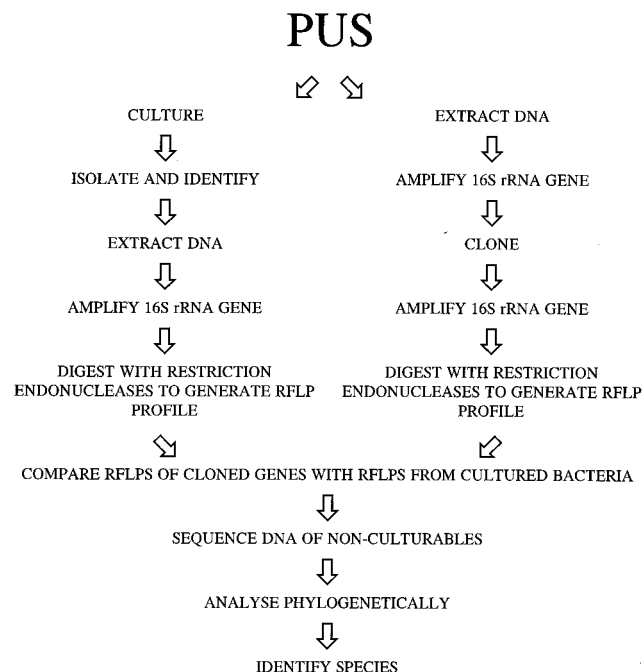 PUS
CULTURE
ISOLATE AND IDENTIFY
EXTRACT DNA
AMPLIFY 16S rRNA GENE
DIGEST WITH RESTRICTION
ENDONUCLEASES TO GENERATE RFLP
PROFILE
EXTRACT DNA
AMPLIFY 16S rRNA GENE
CLONE
AMPLIFY 16S rRNA GENE
DIGEST WITH RESTRICTION
ENDONUCLEASES TO GENERATE RFLP
PROFILE
COMPARE RFLPS OF CLONED GENES WITH RFLPS FROM CULTURED BACTERIA
SEQUENCE DNA OF NON-CULTURABLES
ANALYSE PHYLOGENETICALLY
IDENTIFY SPECIES